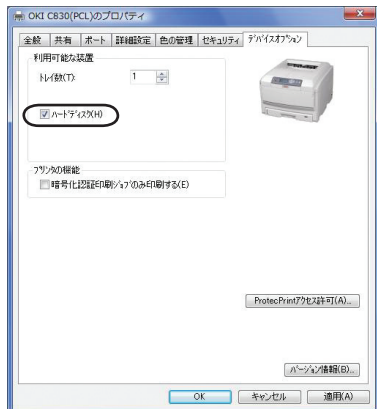 OKI C830(PCL)のプロパティ
全般 共有 ポート 詳細設定 色の管理 セキュリティ デバイスオプション
利用可能な装置
トレイ数(T): 1
ハードディスク(H)
プリンタの機能
暗号化認証印刷ジョブのみ印刷する(E)
ProtecPrintアクセス許可(A)...
バージョン情報(B)...
OK キャンセル 適用(A)